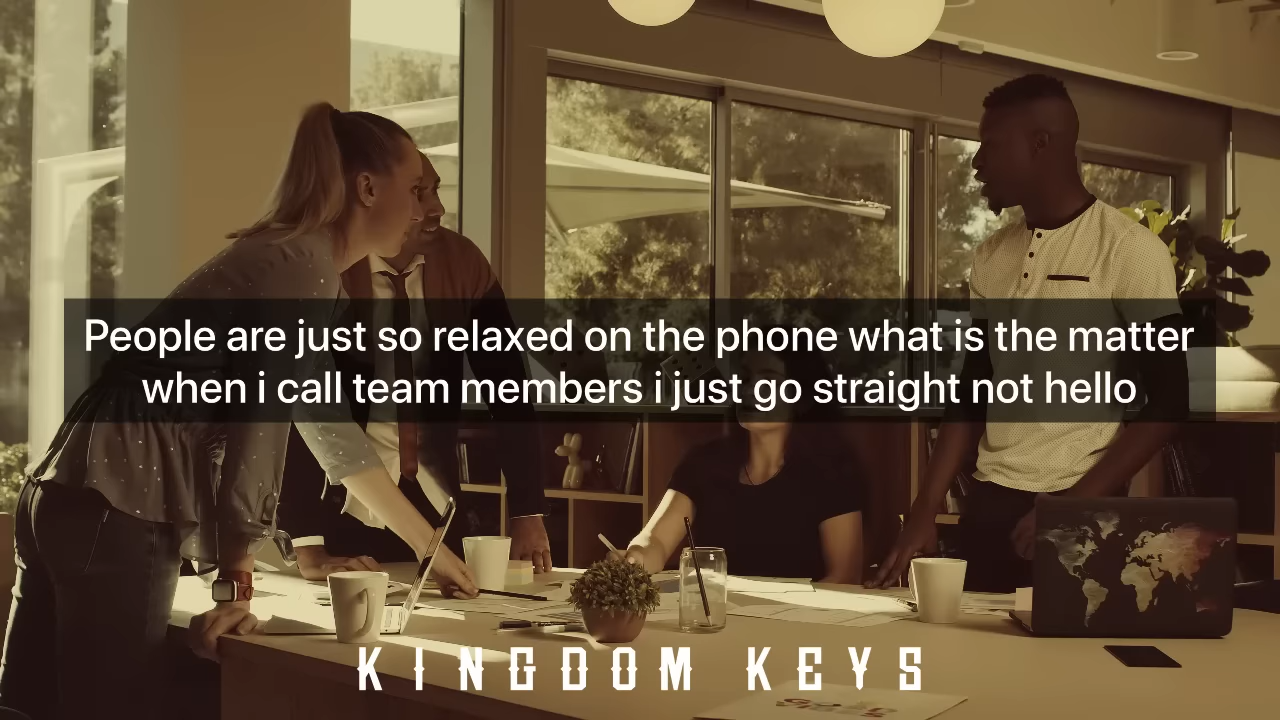 People are just so relaxed on the phone what is the matter
when i call team members i just go straight not hello
KINGDOM KEYS